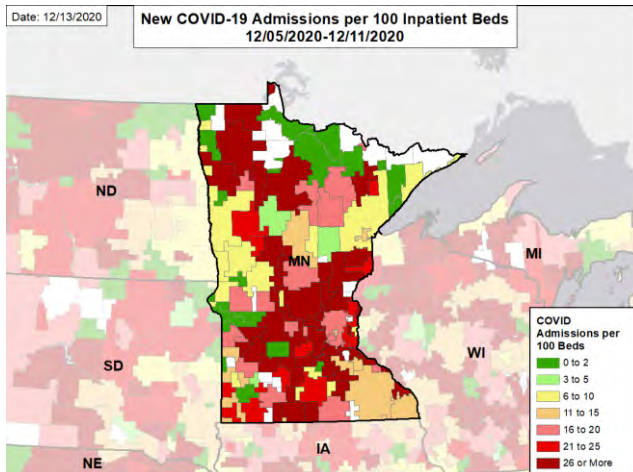 Date: 12/13/2020
New COVID-19 Admissions per 100 Inpatient Beds
12/05/2020-12/11/2020
ND
MN
MI
SD
WI
NE
IA
COVID
Admissions per
100 Beds
0 to 2
3 to 5
6 to 10
11 to 15
16 to 20
21 to 25
26 or More